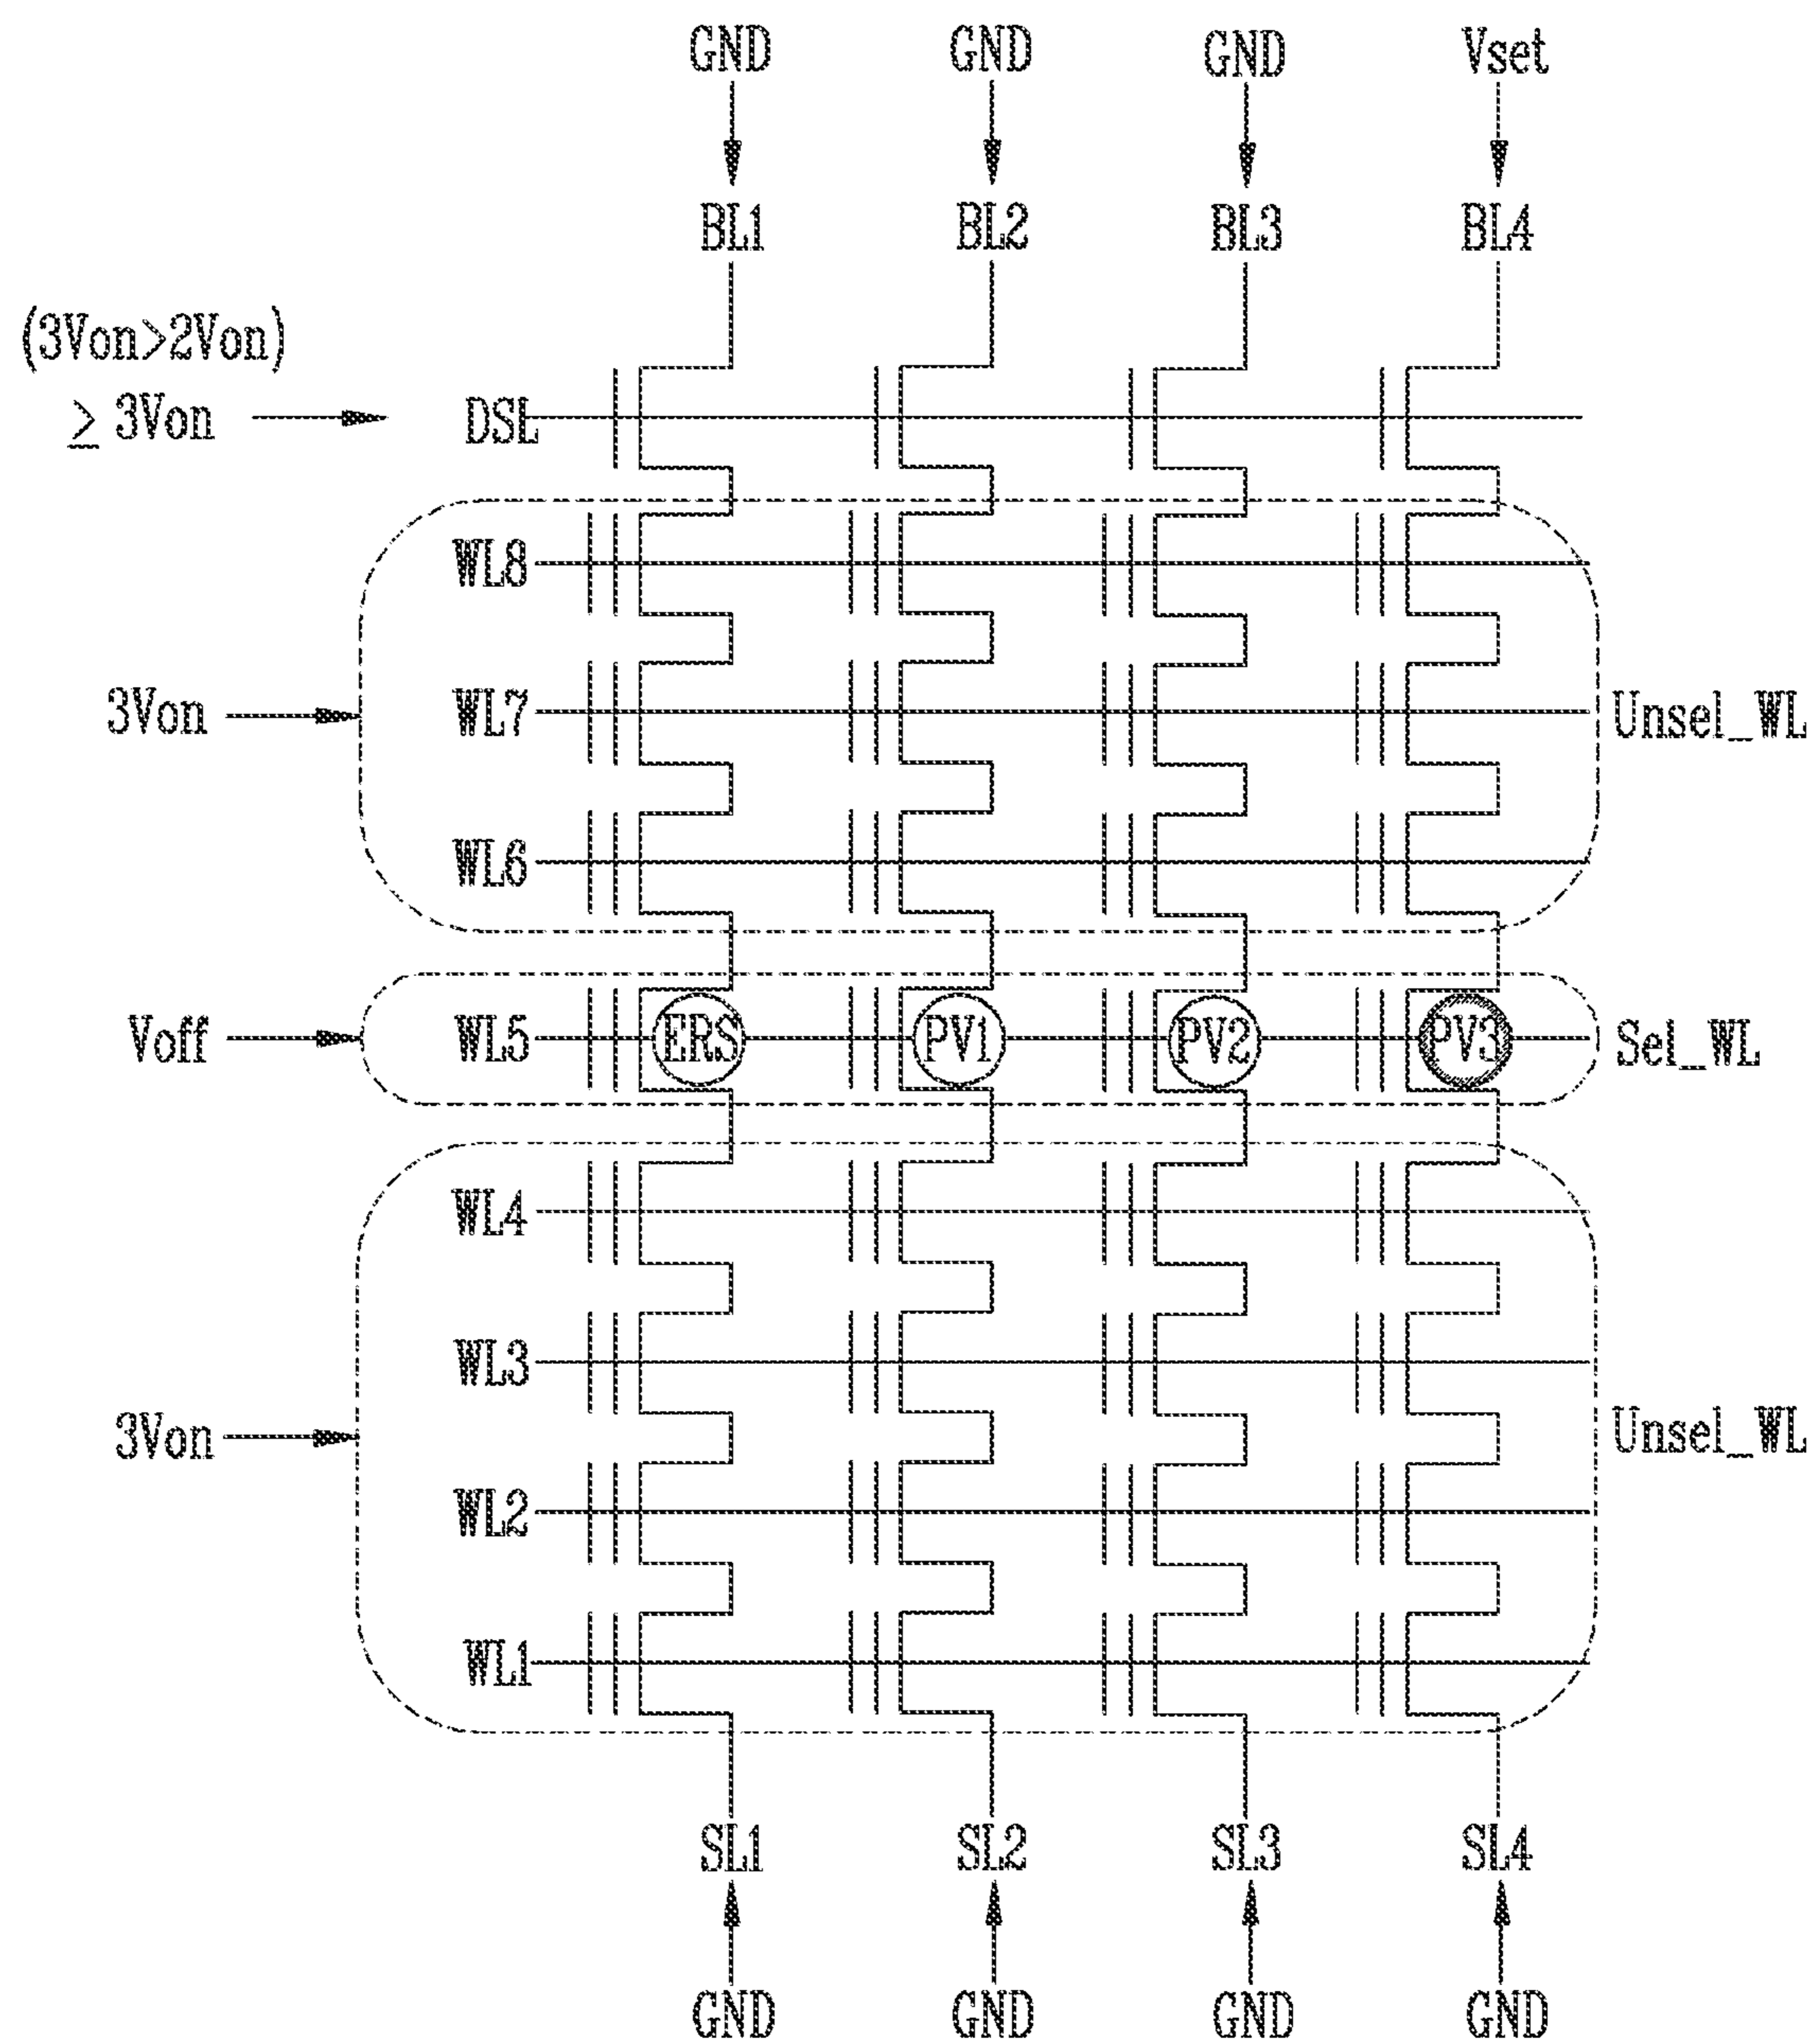 GND GND GND Vset
BL1 BL2 BL3 BL4
(3Von>2Von)
≥ 3Von
DSL
WL8
3Von WL7 Unsel_WL
WL6
Voff WL5 ERS PV1 PV2 PV3 Sel_WL
WL4
WL3
3Von Unsel_WL
WL2
WL1
SL1 SL2 SL3 SL4
GND GND GND GND